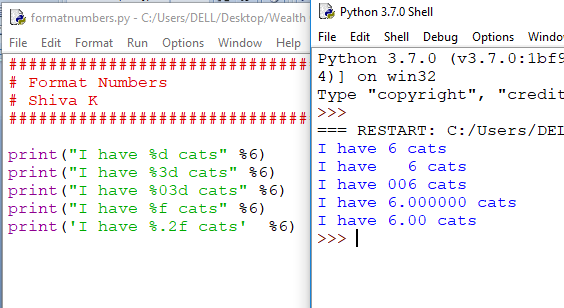 formatnumbers.py - C:/Users/DELL/Desktop/Wealth
File Edit Format Run Options Window Help
##############################
# Format Numbers
# Shiva K
##############################
print("I have %d cats" %6)
print("I have %3d cats" %6)
print("I have %03d cats" %6)
print("I have %f cats" %6)
print('I have %.2f cats'  %6)
Python 3.7.0 Shell
File Edit Shell Debug Options Window
Python 3.7.0 (v3.7.0:1bf9
4)] on win32
Type "copyright", "credit
>>>
=== RESTART: C:/Users/DEL
I have 6 cats
I have   6 cats
I have 006 cats
I have 6.000000 cats
I have 6.00 cats
>>>